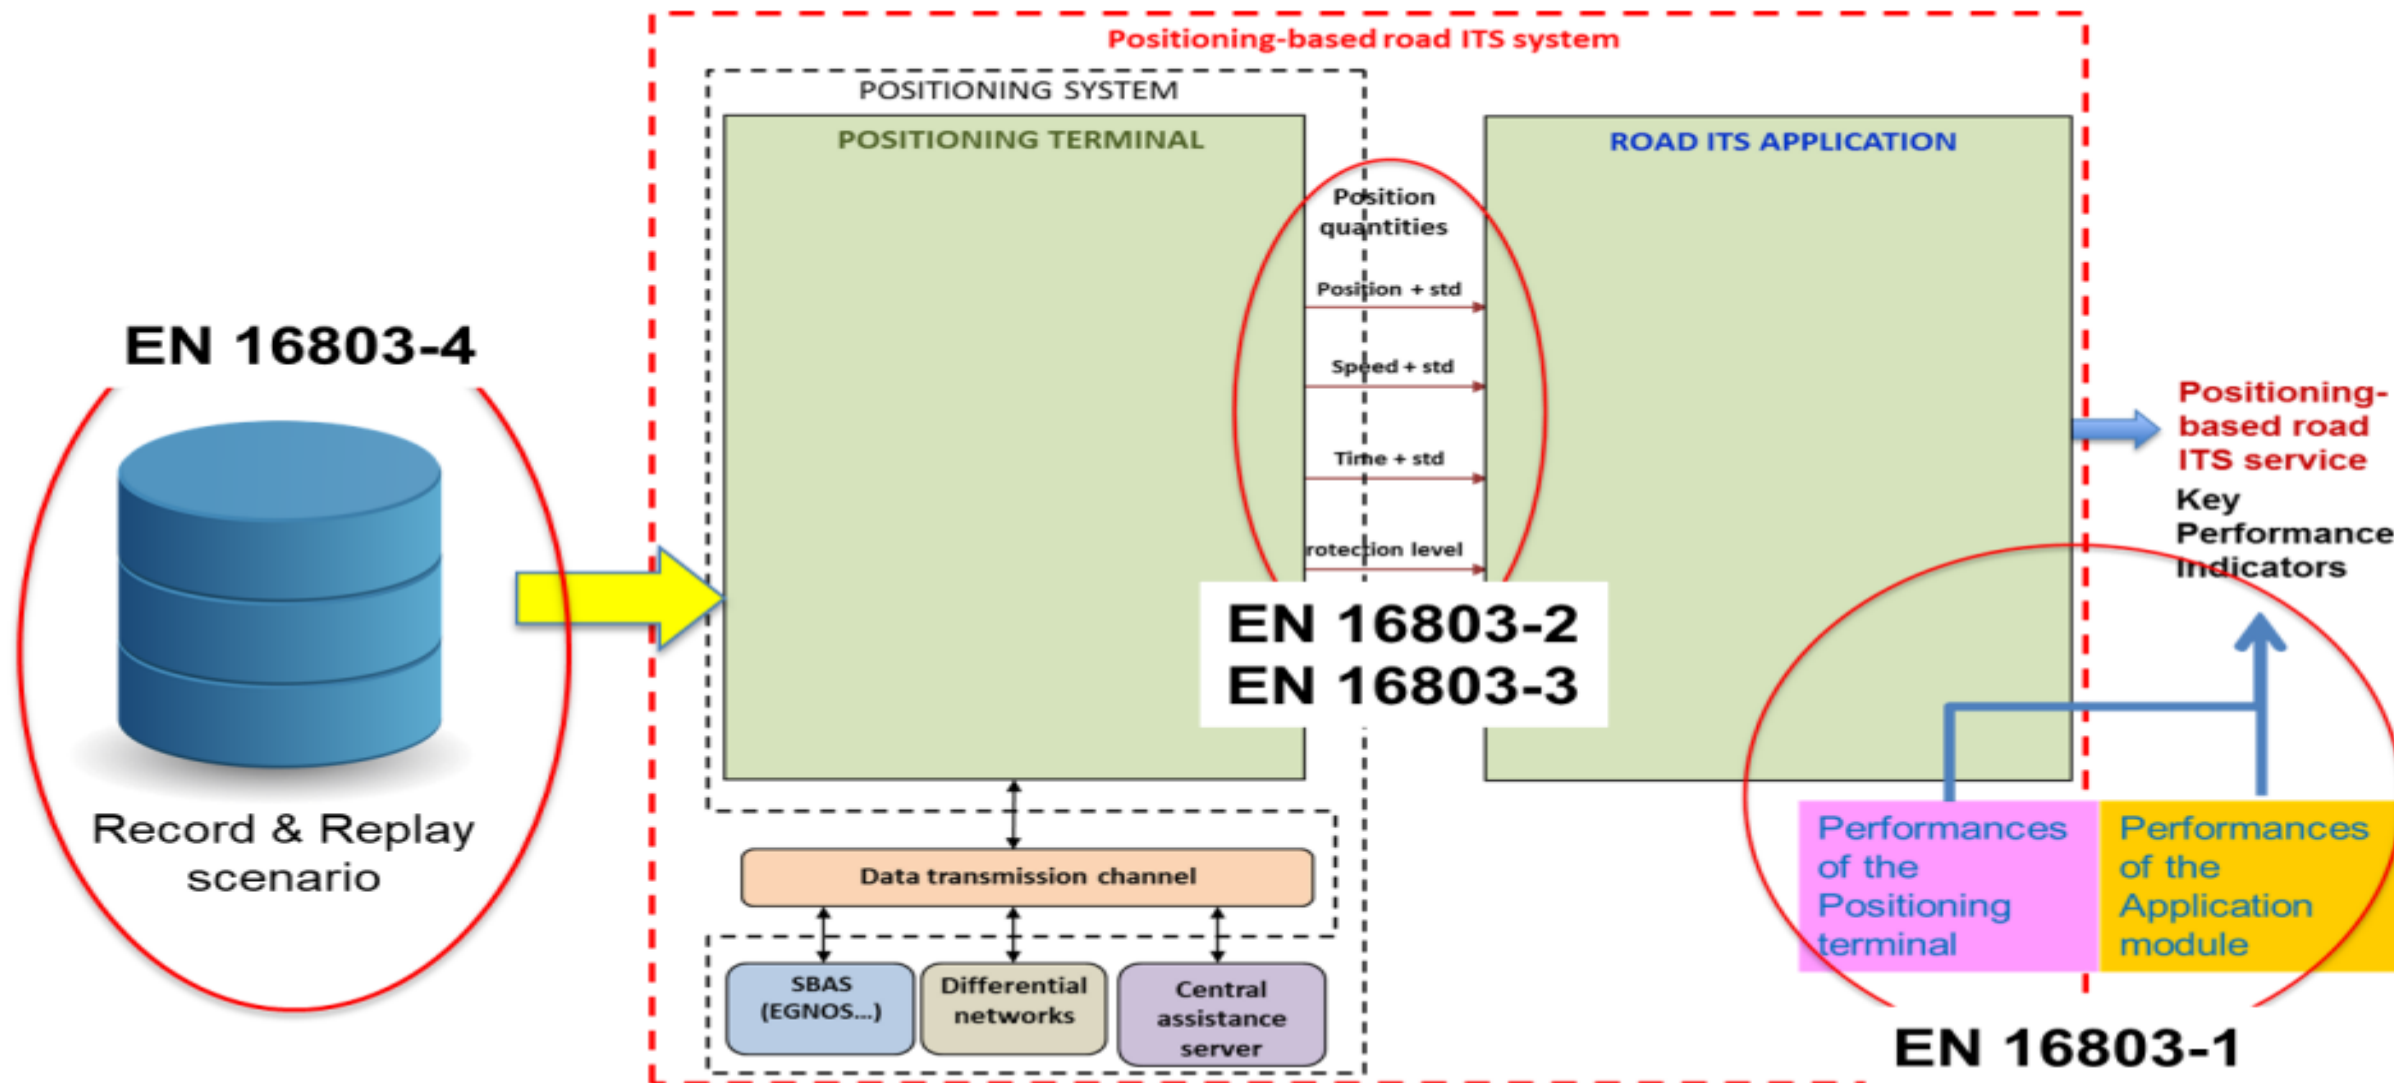 Positioning-based road ITS system
POSITIONING SYSTEM
POSITIONING TERMINAL
ROAD ITS APPLICATION
Position
quantities
Position + std
Speed + std
Time + std
rotection level
EN 16803-4
Record & Replay
scenario
EN 16803-2
EN 16803-3
Positioning-
based road
ITS service
Key
Performance
Indicators
Data transmission channel
SBAS
(EGNOS...)
Differential
networks
Central
assistance
server
Performances
of the
Positioning
terminal
Performances
of the
Application
module
EN 16803-1